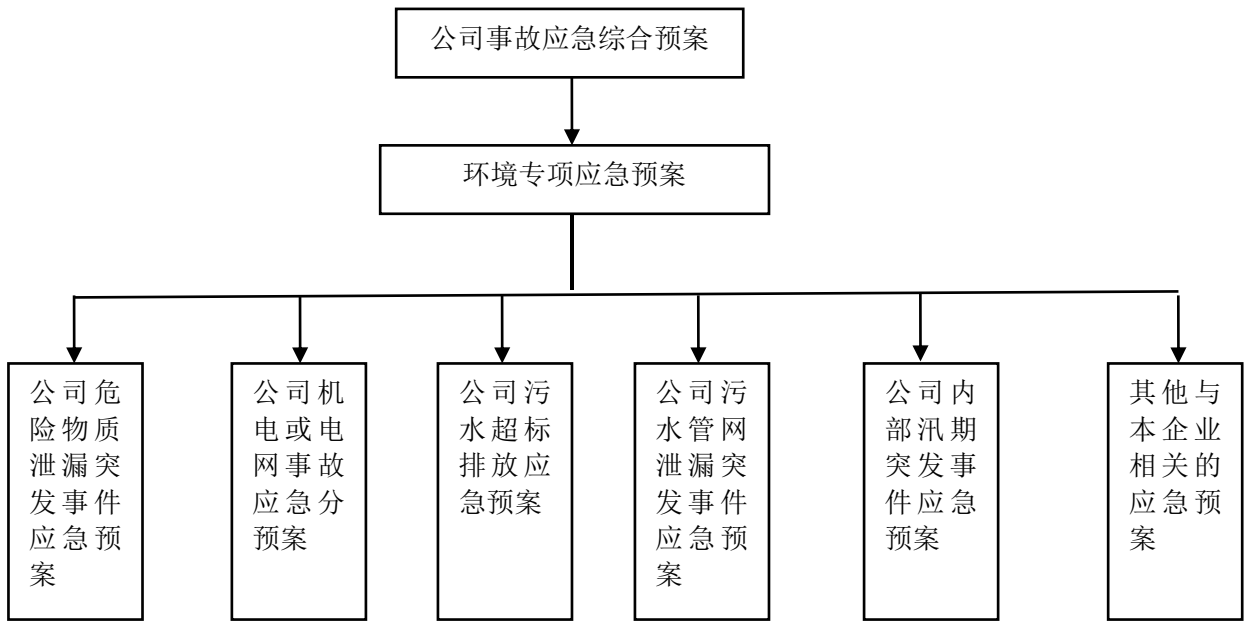 公司事故应急综合预案
环境专项应急预案
公司危
险物质
泄漏突
发事件
应急预
案
公司机
电或电
网事故
应急分
预案
公司污
水超标
排放应
急预案
公司污
水管网
泄漏突
发事件
应急预
案
公司内
部汛期
突发事
件应急
预案
其他与
本企业
相关的
应急预
案